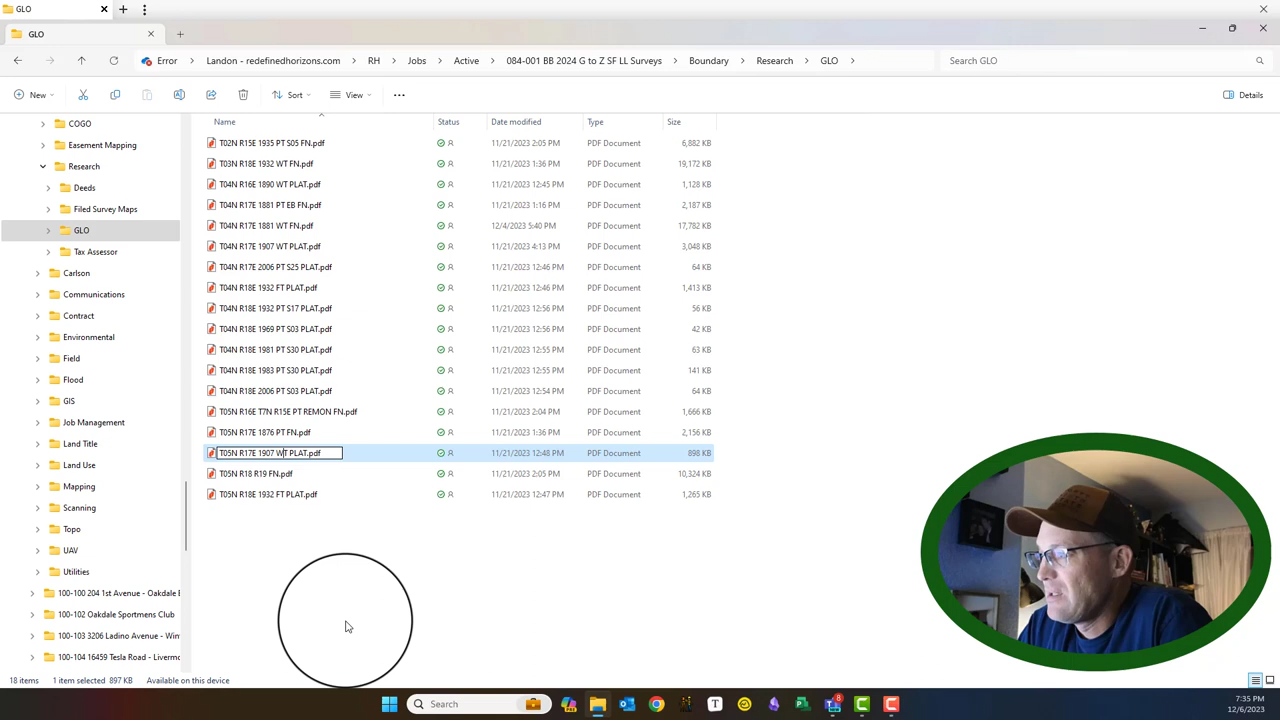 GLO
GLO
Error Landon - redefinedhorizons.com RH Jobs Active 084-001 BB 2024 G to Z SF LL Surveys Boundary Research GLO Search GLO
New Sort View Details
Name Status Date modified Type Size
COGO
Easement Mapping
Research
Deeds
Filed Survey Maps
GLO
Tax Assessor
Carlson
Communications
Contract
Environmental
Field
Flood
GIS
Job Management
Land Title
Land Use
Mapping
Scanning
Topo
UAV
Utilities
100-100 204 1st Avenue - Oakdale
100-102 Oakdale Sportmens Club
100-103 3206 Ladino Avenue - Win
100-104 16459 Tesla Road - Liverm
T02N R15E 1935 PT S05 FN.pdf 11/21/2023 2:05 PM PDF Document 6,882 KB
T03N R18E 1932 WT FN.pdf 11/21/2023 1:36 PM PDF Document 19,172 KB
T04N R16E 1890 WT PLAT.pdf 11/21/2023 12:45 PM PDF Document 1,128 KB
T04N R17E 1881 PT EB FN.pdf 11/21/2023 1:16 PM PDF Document 2,187 KB
T04N R17E 1881 WT FN.pdf 12/4/2023 5:40 PM PDF Document 17,782 KB
T04N R17E 1907 WT PLAT.pdf 11/21/2023 4:13 PM PDF Document 3,048 KB
T04N R17E 2006 PT S25 PLAT.pdf 11/21/2023 12:46 PM PDF Document 64 KB
T04N R18E 1932 FT PLAT.pdf 11/21/2023 12:46 PM PDF Document 1,413 KB
T04N R18E 1932 PT S17 PLAT.pdf 11/21/2023 12:56 PM PDF Document 56 KB
T04N R18E 1969 PT S03 PLAT.pdf 11/21/2023 12:56 PM PDF Document 42 KB
T04N R18E 1981 PT S30 PLAT.pdf 11/21/2023 12:55 PM PDF Document 63 KB
T04N R18E 1983 PT S30 PLAT.pdf 11/21/2023 12:55 PM PDF Document 141 KB
T04N R18E 2006 PT S03 PLAT.pdf 11/21/2023 12:54 PM PDF Document 64 KB
T05N R16E T7N R15E PT REMON FN.pdf 11/21/2023 2:04 PM PDF Document 1,666 KB
T05N R17E 1876 PT FN.pdf 11/21/2023 1:36 PM PDF Document 2,156 KB
T05N R17E 1907 WT PLAT.pdf 11/21/2023 12:48 PM PDF Document 898 KB
T05N R18 R19 FN.pdf 11/21/2023 2:05 PM PDF Document 10,324 KB
T05N R18E 1932 FT PLAT.pdf 11/21/2023 12:47 PM PDF Document 1,265 KB
18 items 1 item selected 897 KB Available on this device
Search 8 7:35 PM
12/6/2023